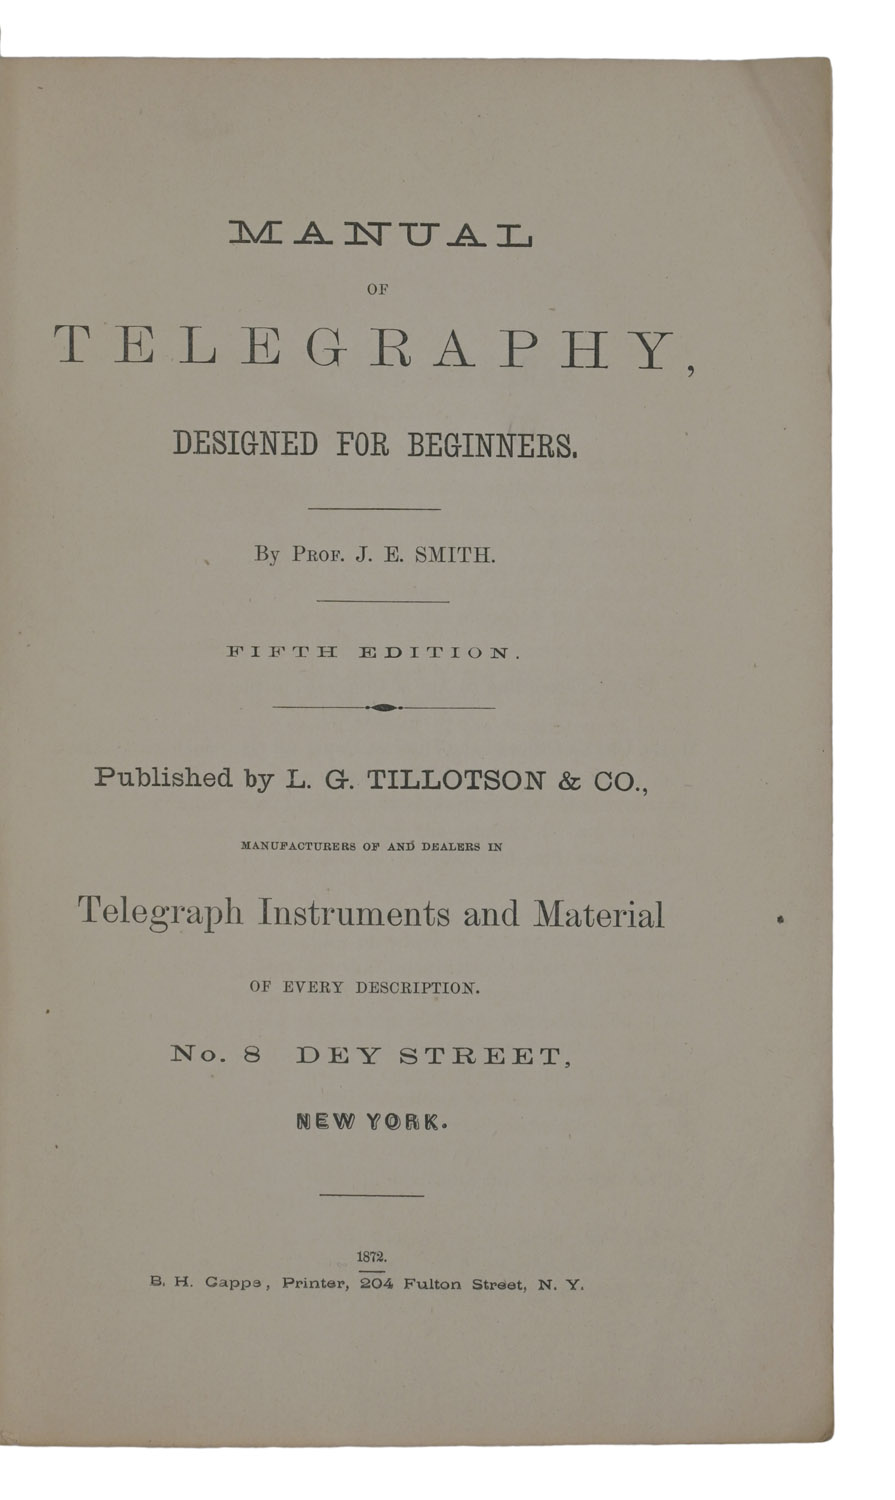 MANUAL
OF
TELEGRAPHY,
DESIGNED FOR BEGINNERS.
By PROF. J. E. SMITH.
FIFTH EDITION.
Published by L. G. TILLOTSON & CO.,
MANUFACTURERS OF AND DEALERS IN
Telegraph Instruments and Material
OF EVERY DESCRIPTION.
No. 8 DEY STREET,
NEW YORK.
1872.
B. H. Capps, Printer, 204 Fulton Street, N. Y.